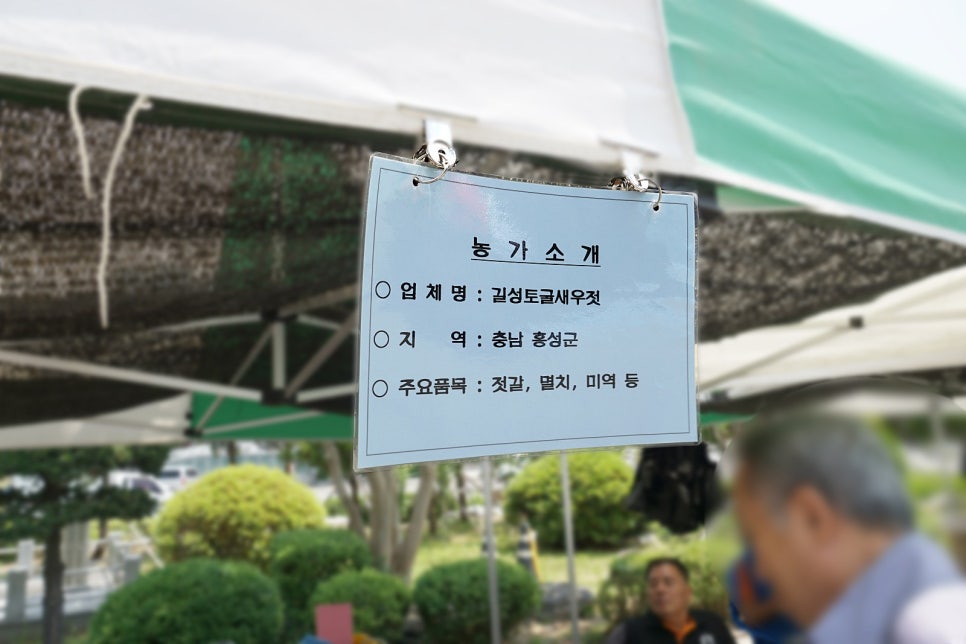 농 가 소 개
○ 업 체 명 : 길성토굴새우젓
○ 지 역 : 충남 홍성군
○ 주요품목 : 젓갈, 멸치, 미역 등